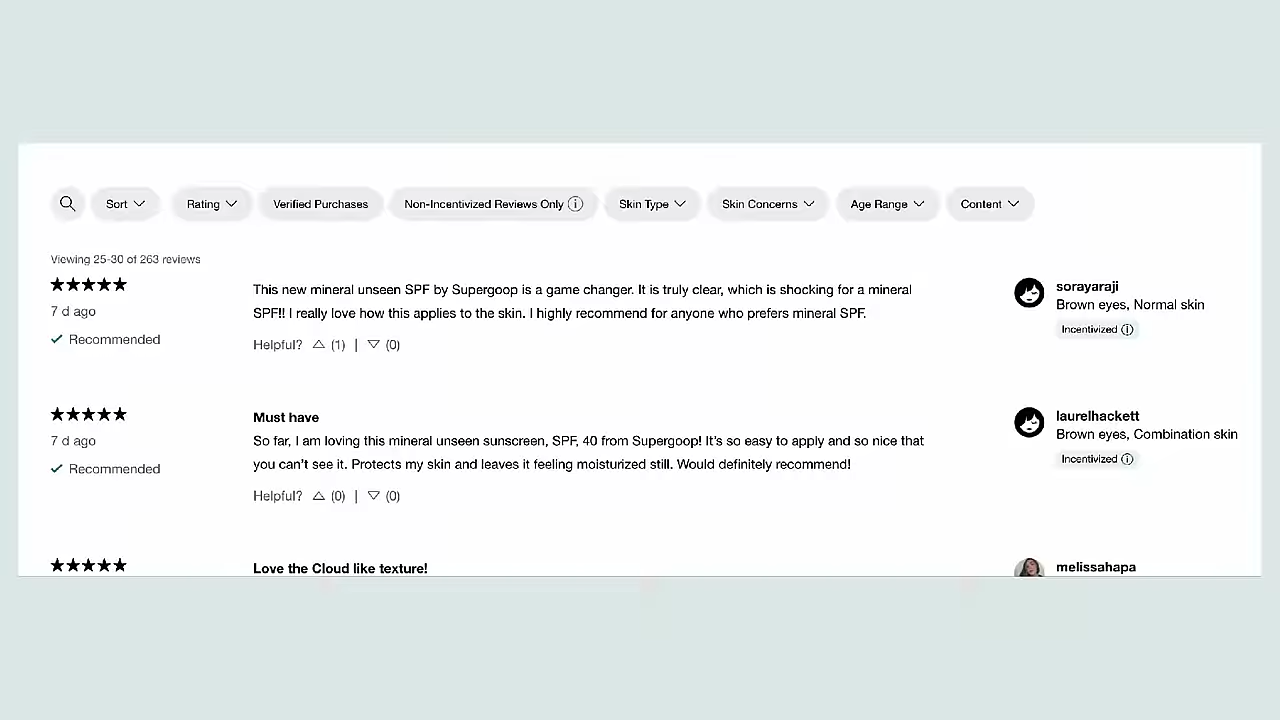 Sort
Rating
Verified Purchases
Non-Incentivized Reviews Only
Skin Type
Skin Concerns
Age Range
Content
Viewing 25-30 of 263 reviews
7 d ago
Recommended
This new mineral unseen SPF by Supergoop is a game changer. It is truly clear, which is shocking for a mineral
SPF!! I really love how this applies to the skin. I highly recommend for anyone who prefers mineral SPF.
Helpful? (1) | (0)
sorayaraji
Brown eyes, Normal skin
Incentivized
7 d ago
Recommended
Must have
So far, I am loving this mineral unseen sunscreen, SPF, 40 from Supergoop! It's so easy to apply and so nice that
you can't see it. Protects my skin and leaves it feeling moisturized still. Would definitely recommend!
Helpful? (0) | (0)
laurelhackett
Brown eyes, Combination skin
Incentivized
Love the Cloud like texture!
melissahapa